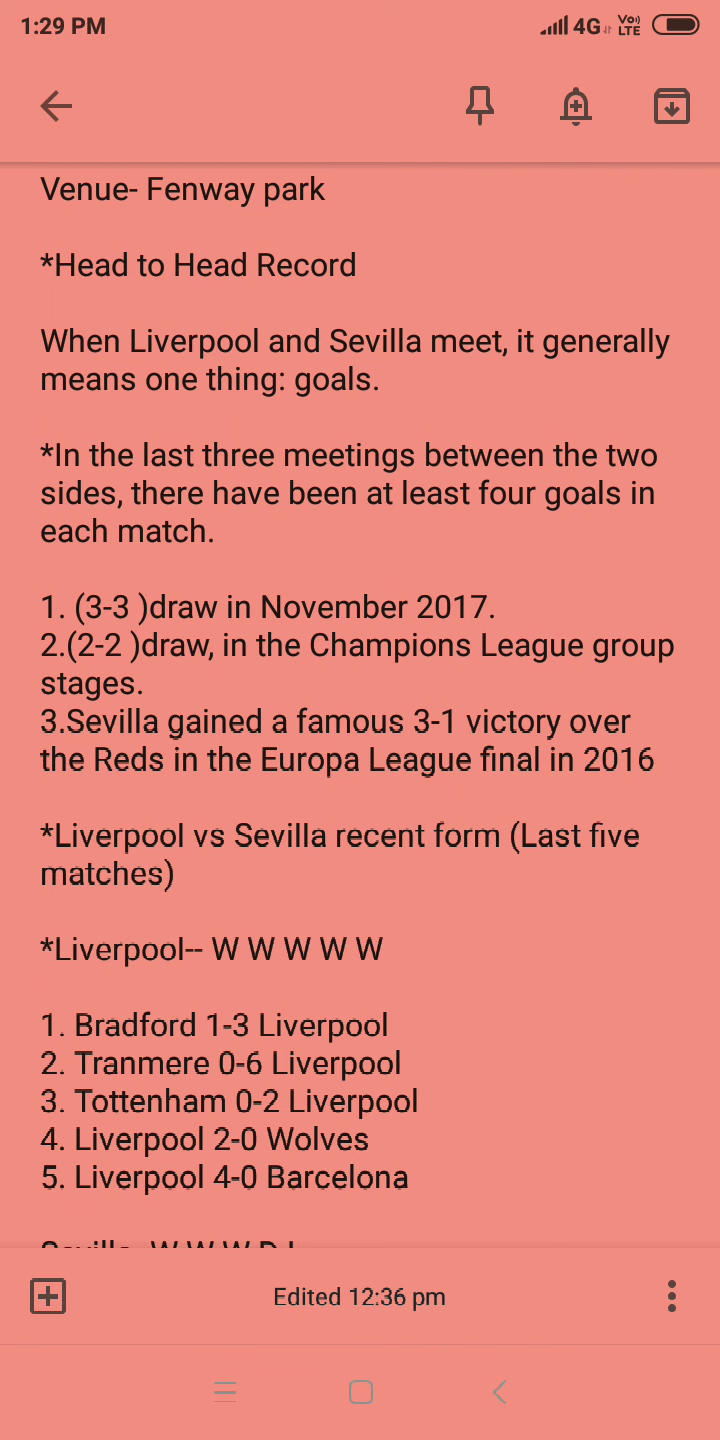 1:29 PM
4G
Vo))
LTE
Venue- Fenway park
*Head to Head Record
When Liverpool and Sevilla meet, it generally
means one thing: goals.
*In the last three meetings between the two
sides, there have been at least four goals in
each match.
1. (3-3 )draw in November 2017.
2.(2-2 )draw, in the Champions League group
stages.
3.Sevilla gained a famous 3-1 victory over
the Reds in the Europa League final in 2016
*Liverpool vs Sevilla recent form (Last five
matches)
*Liverpool-- W W W W W
1. Bradford 1-3 Liverpool
2. Tranmere 0-6 Liverpool
3. Tottenham 0-2 Liverpool
4. Liverpool 2-0 Wolves
5. Liverpool 4-0 Barcelona
Edited 12:36 pm